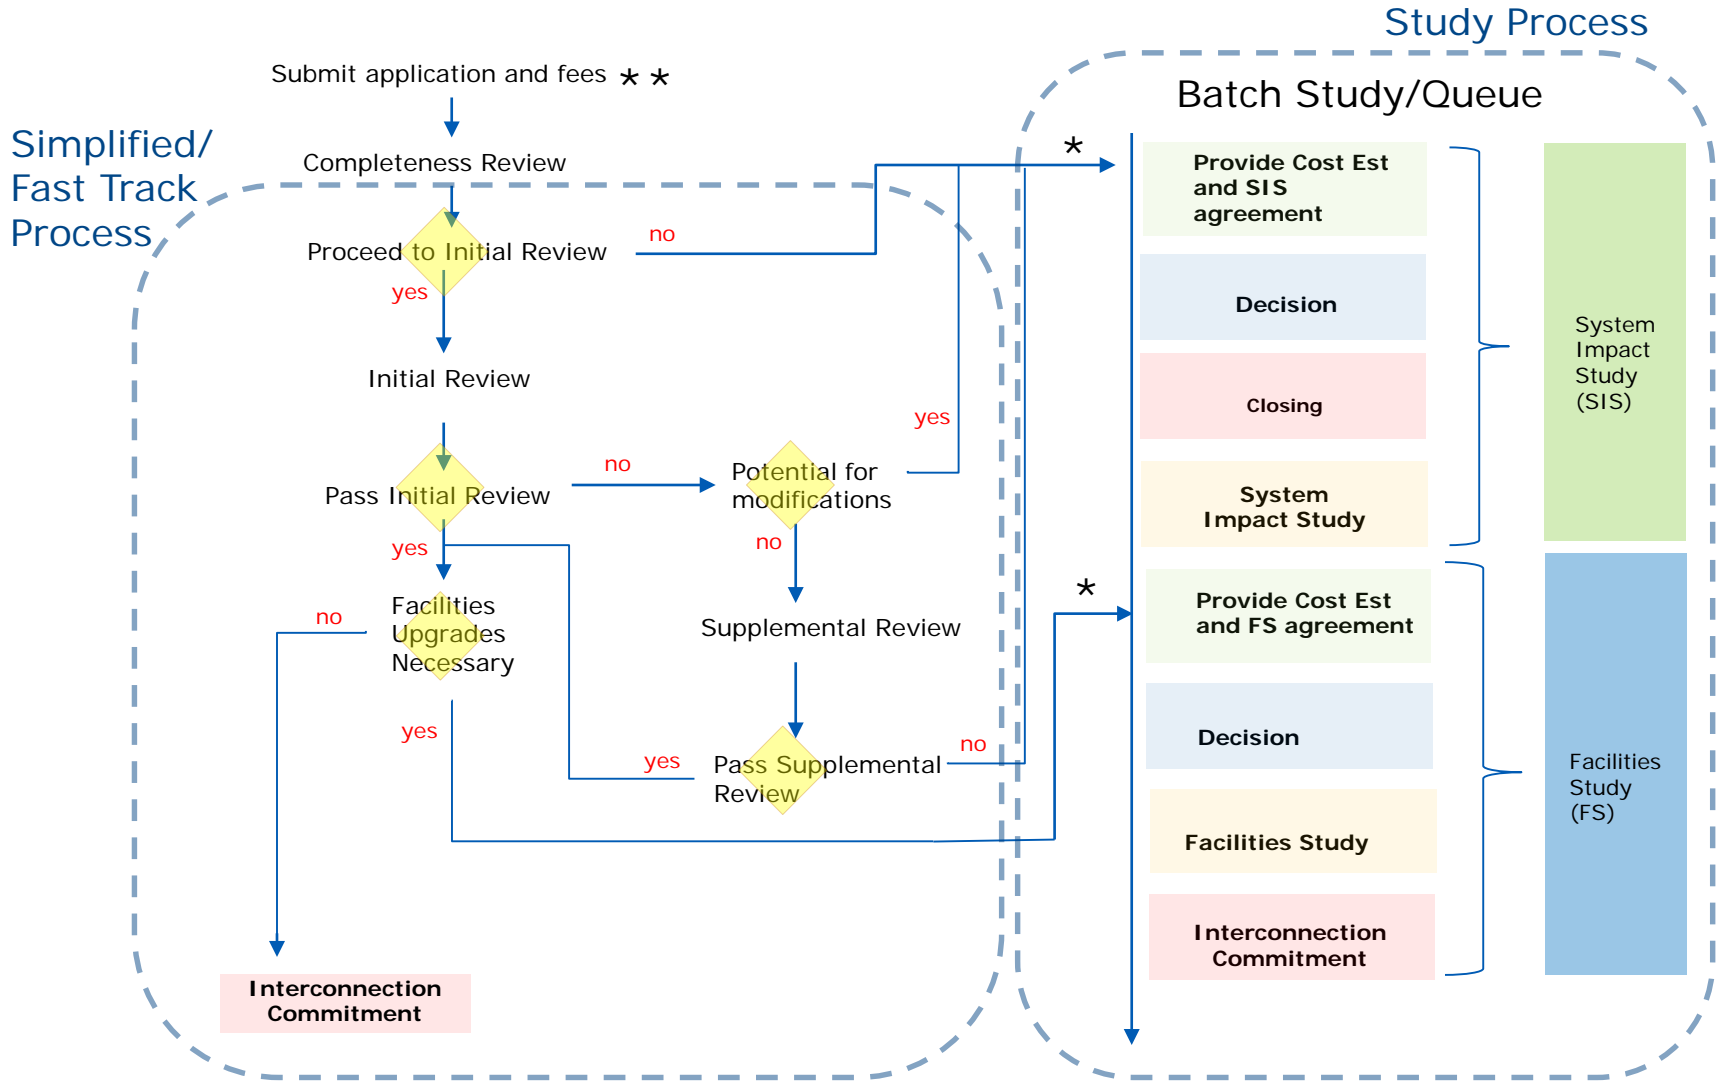 Study Process
Submit application and fees * *
Batch Study/Queue
Simplified/
Fast Track
Process
Completeness Review
*
Provide Cost Est
and SIS
agreement
no
Proceed to Initial Review
yes
Decision
System
Impact
Study
(SIS)
Initial Review
Closing
yes
no
Potential for
modifications
Pass Initial Review
System
Impact Study
yes
no
*
Provide Cost Est
and FS agreement
Facilities
Upgrades
Necessary
no
Supplemental Review
yes
Decision
no
yes
Pass Supplemental
Review
Facilities
Study
(FS)
Facilities Study
Interconnection
Commitment
Interconnection
Commitment